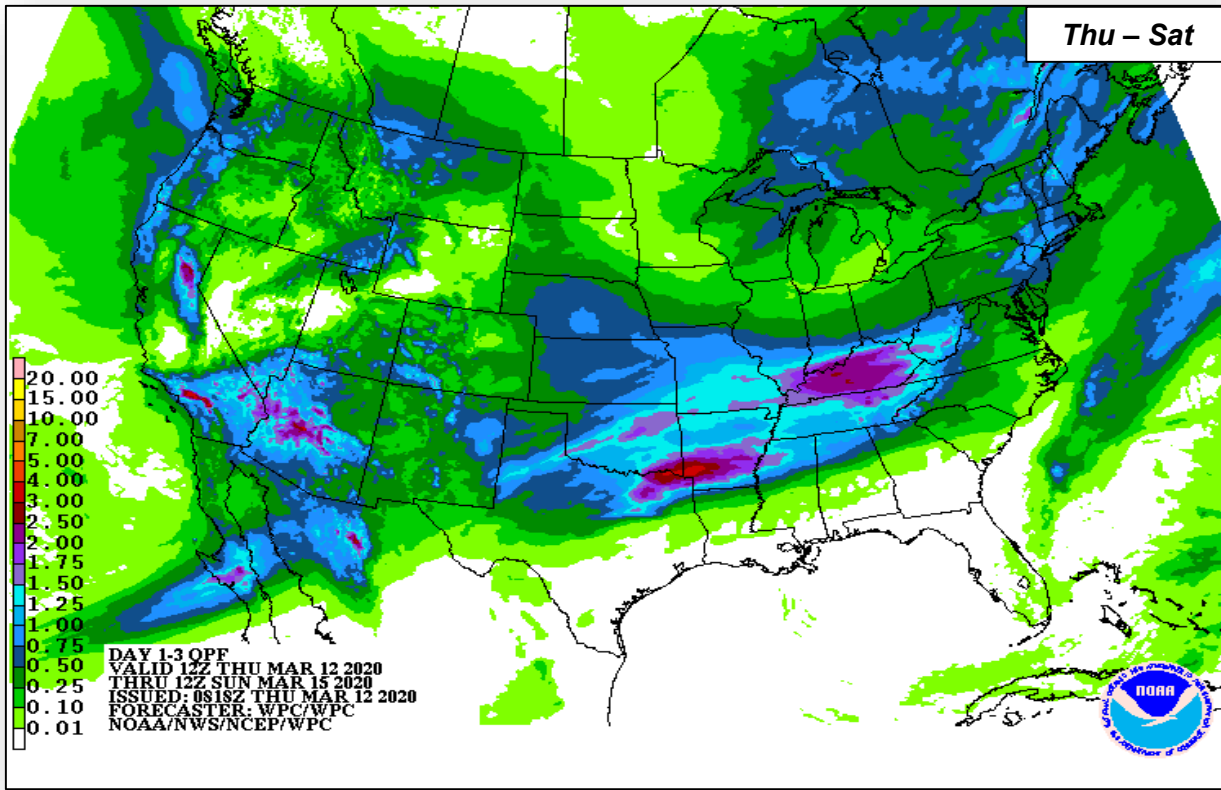 Thu – Sat
20.00
15.00
10.00
7.00
5.00
4.00
3.00
2.50
2.00
1.75
1.50
1.25
1.00
0.75
0.50
0.25
0.10
0.01
DAY 1-3 QPF
VALID 12Z THU MAR 12 2020
THRU 12Z SUN MAR 15 2020
ISSUED: 0818Z THU MAR 12 2020
FORECASTER: WPC/WPC
NOAA/NWS/NCEP/WPC
NOAA